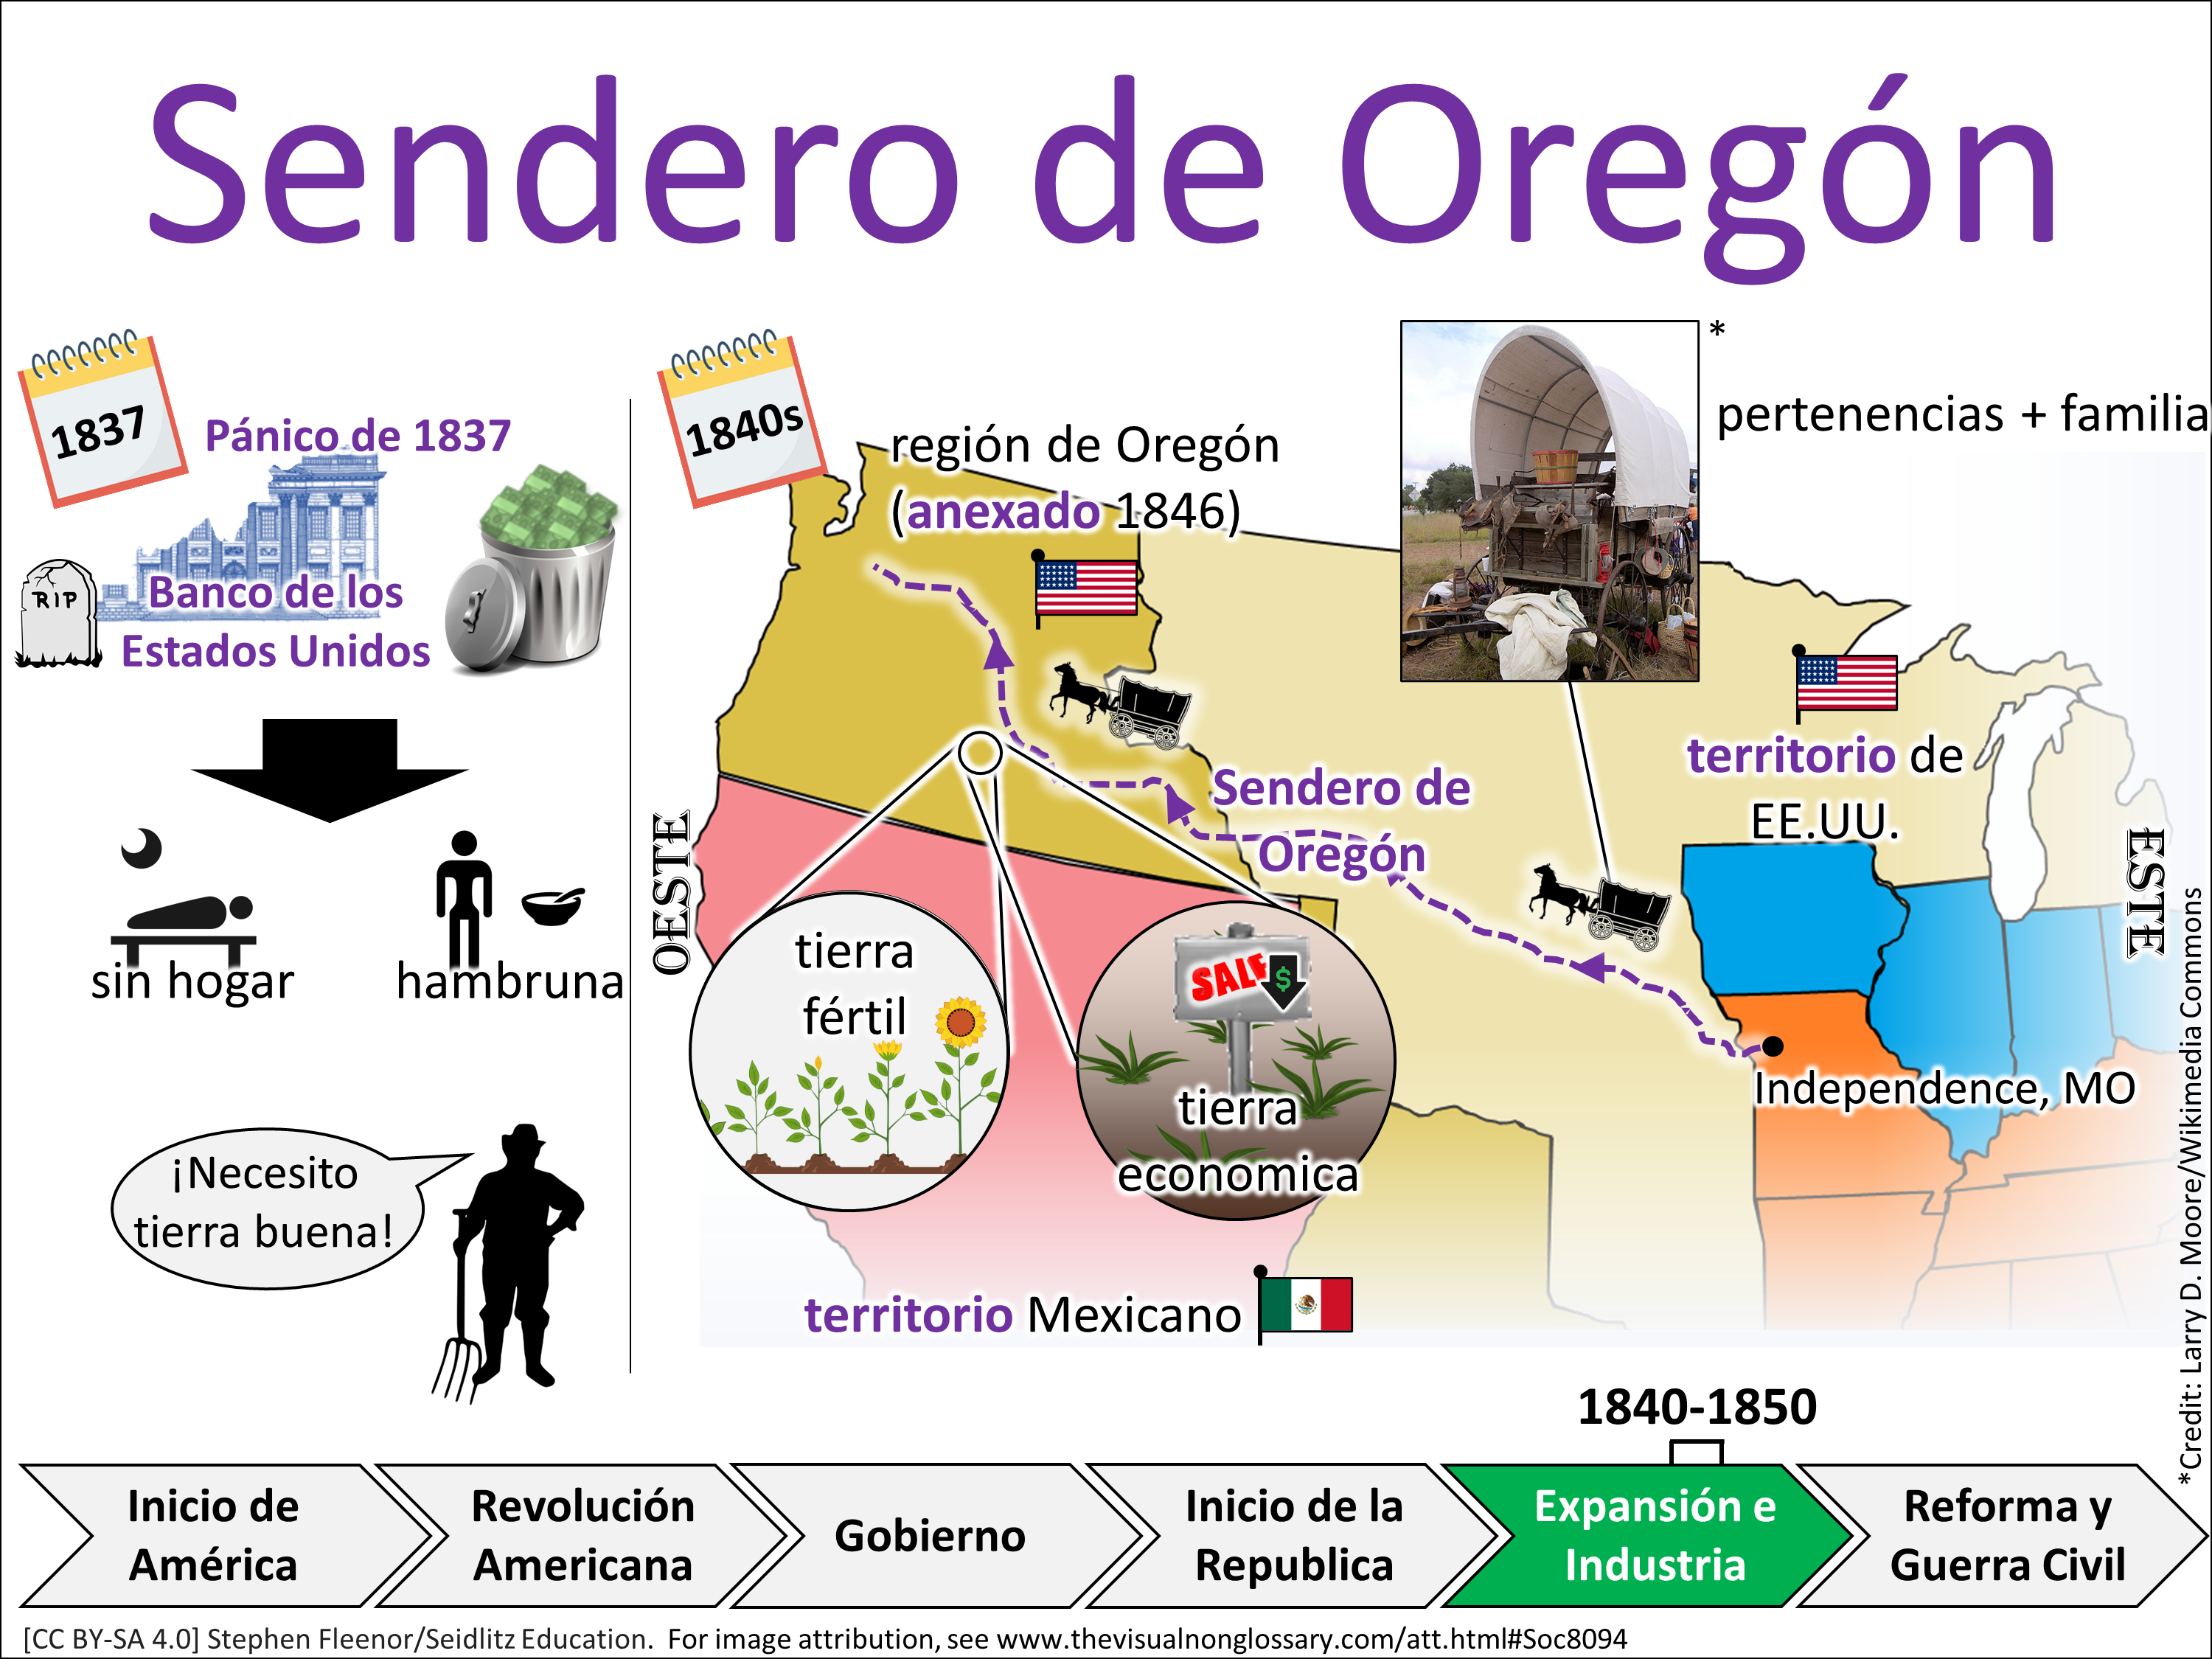 Sendero de Oregón
1837
Pánico de 1837
RIP
Banco de los
Estados Unidos
sin hogar
hambruna
¡Necesito
tierra buena!
1840s
región de Oregón
(anexado 1846)
*
pertenencias + familia
territorio de
EE.UU.
Sendero de
Oregón
OESTE
ESTE
tierra
fértil
SALE
$
tierra
economica
Independence, MO
territorio Mexicano
*Credit: Larry D. Moore/Wikimedia Commons
1840-1850
Inicio de
América
Revolución
Americana
Gobierno
Inicio de la
Republica
Expansión e
Industria
Reforma y
Guerra Civil
[CC BY-SA 4.0] Stephen Fleenor/Seidlitz Education. For image attribution, see www.thevisualnonglossary.com/att.html#Soc8094